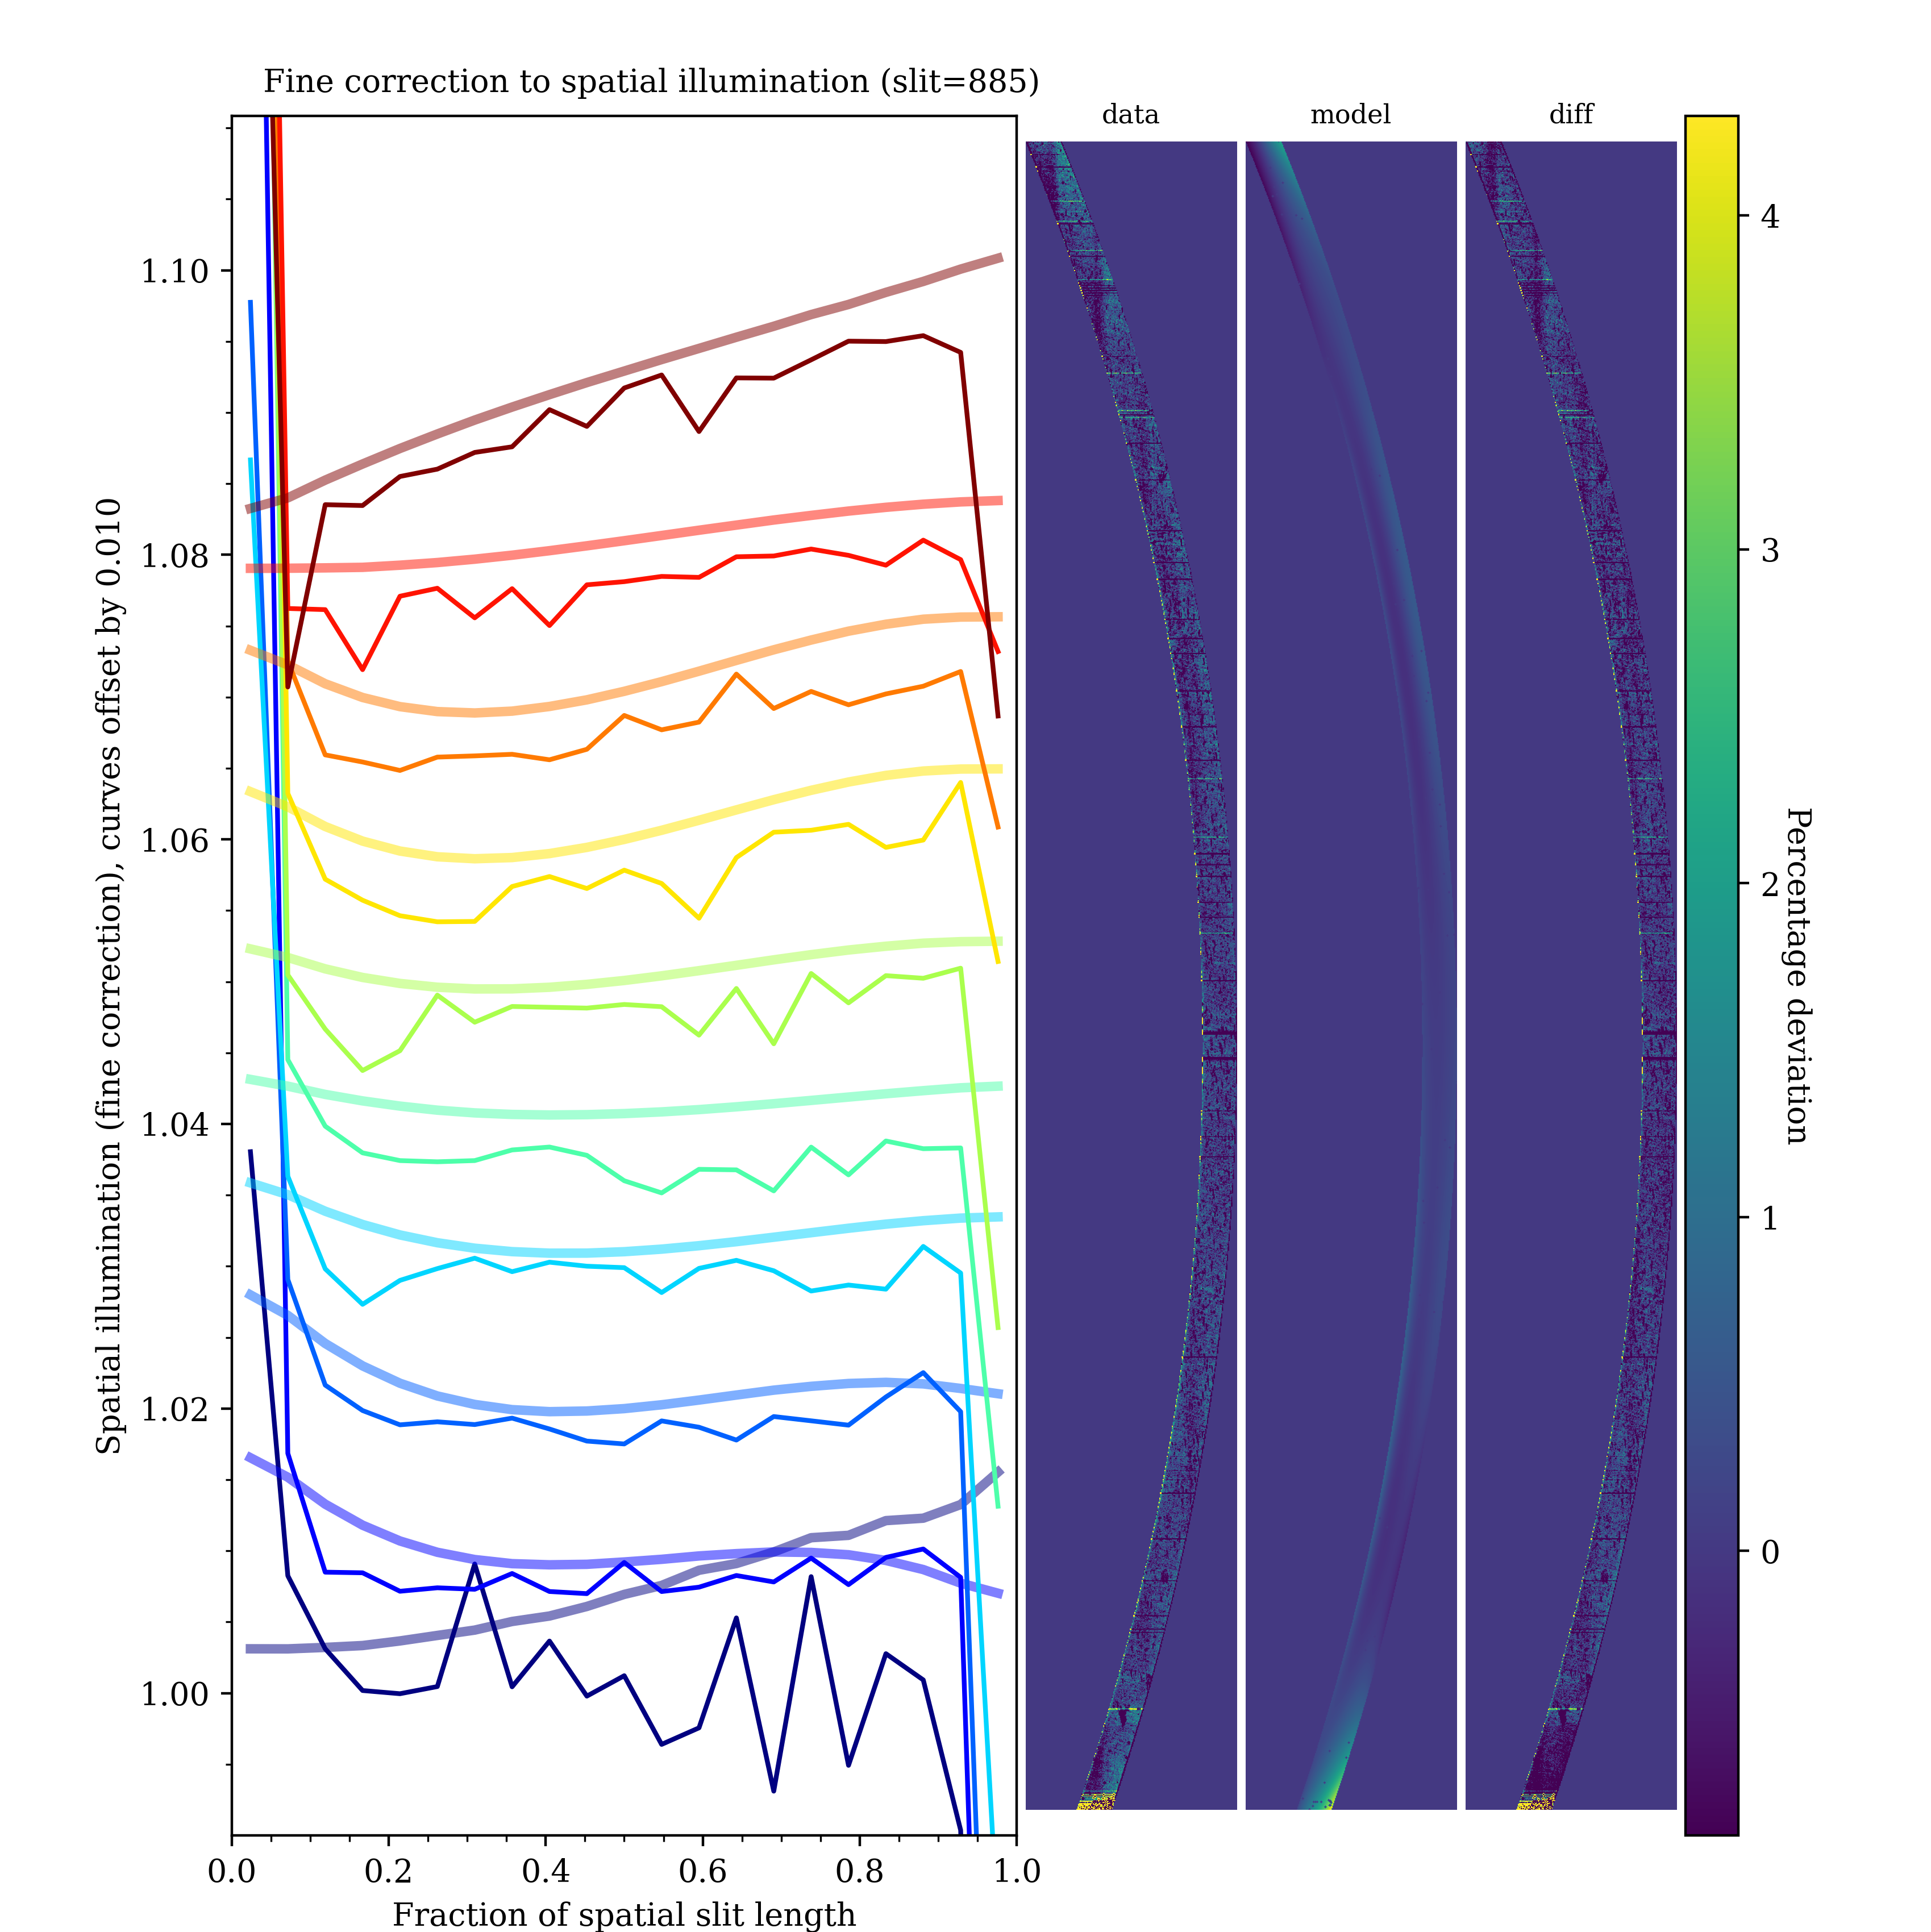 Fine correction to spatial illumination (slit=885)
data
model
diff
Spatial illumination (fine correction), curves offset by 0.010
1.10
1.08
1.06
1.04
1.02
1.00
0.0
0.2
0.4
0.6
0.8
1.0
Fraction of spatial slit length
4
3
2
1
0
Percentage deviation